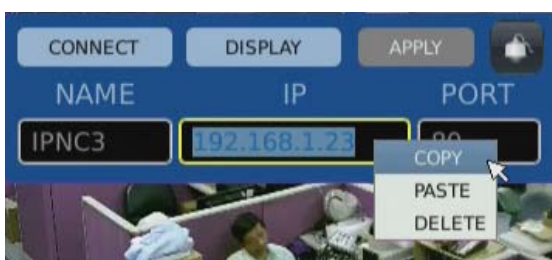 CONNECT DISPLAY APPLY
NAME IP PORT
IPNC3 192.168.1.23
COPY
PASTE
DELETE